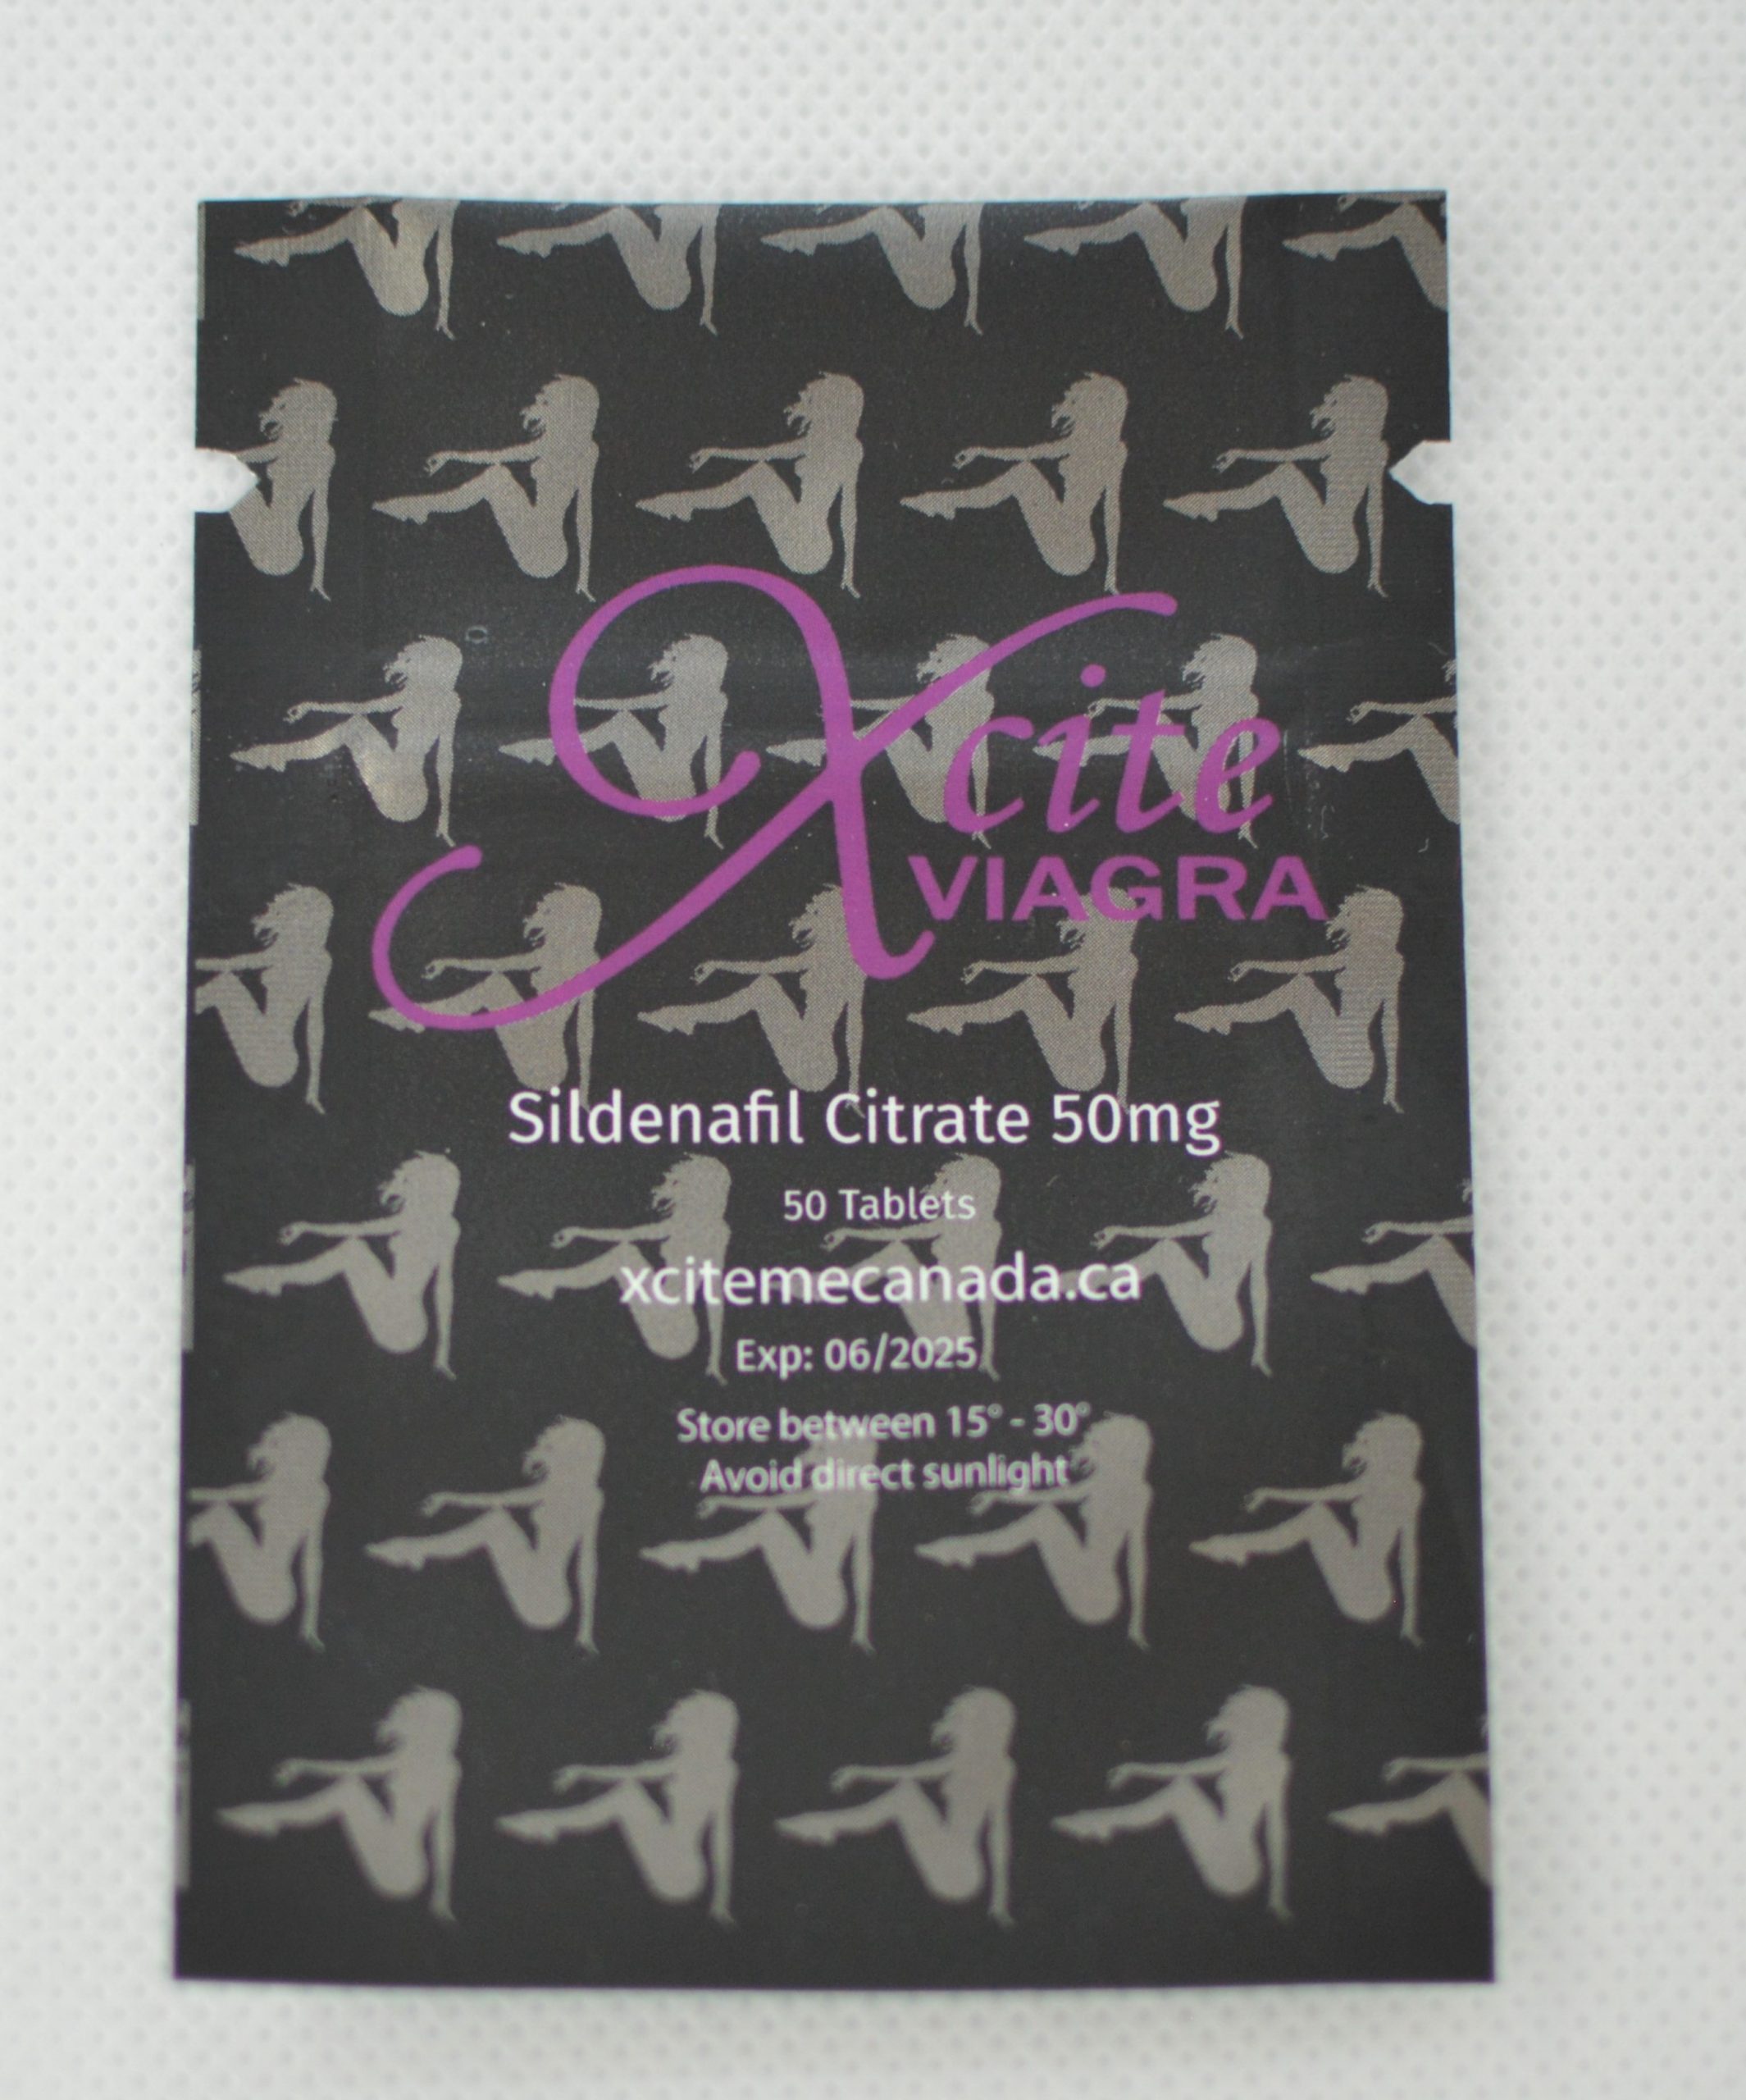 Xcite
VIAGRA
Sildenafil Citrate 50mg
50 Tablets
xcitemecanada.ca
Exp: 06/2025
Store between 15° - 30°
Avoid direct sunlight